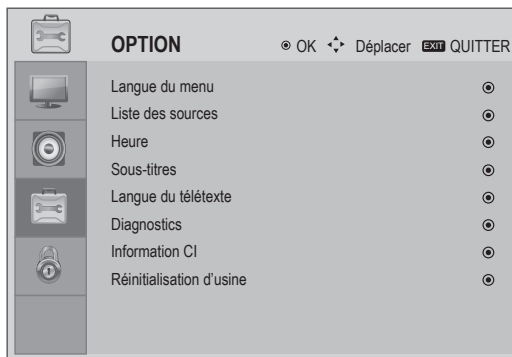 OPTION
OK Déplacer EXIT QUITTER
Langue du menu
Liste des sources
Heure
Sous-titres
Langue du télétexte
Diagnostics
Information CI
Réinitialisation d'usine